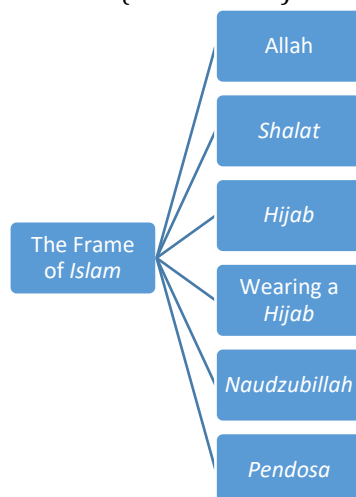 The Frame
of Islam
Allah
Shalat
Hijab
Wearing a
Hijab
Naudzubillah
Pendosa